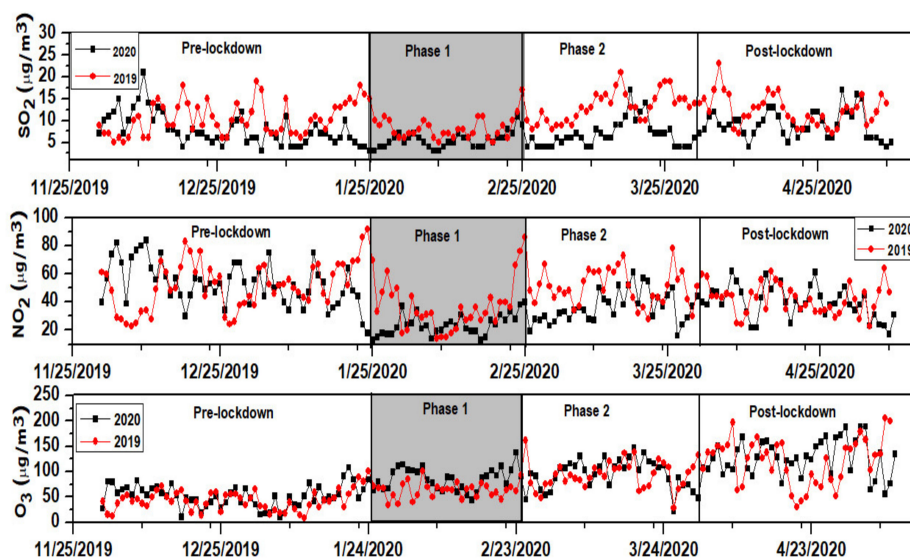 SO2 (μg/m3)
30
25
20
15
10
5
2020
2019
Pre-lockdown
Phase 1
Phase 2
Post-lockdown
11/25/2019 12/25/2019 1/25/2020 2/25/2020 3/25/2020 4/25/2020
NO2 (μg/m3)
100
80
60
40
20
0
Pre-lockdown
Phase 1
Phase 2
Post-lockdown
2020
2019
11/25/2019 12/25/2019 1/25/2020 2/25/2020 3/25/2020 4/25/2020
O3 (μg/m3)
250
200
150
100
50
0
2020
2019
Pre-lockdown
Phase 1
Phase 2
Post-lockdown
11/25/2019 12/25/2019 1/24/2020 2/23/2020 3/24/2020 4/23/2020